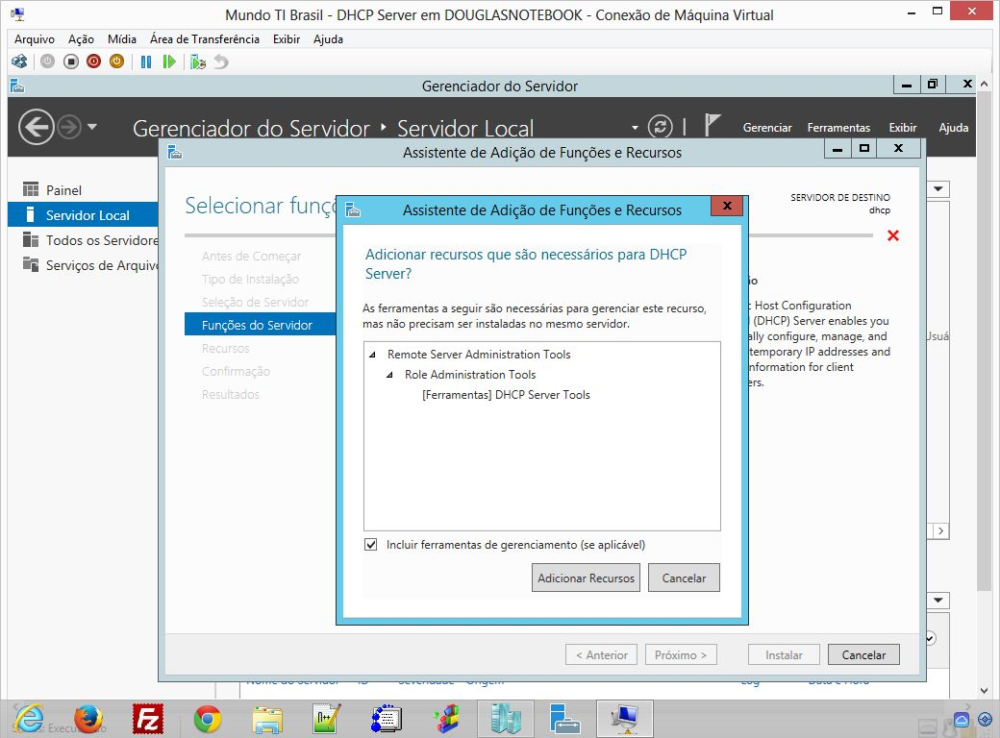 Mundo TI Brasil - DHCP Server em DOUGLASNOTEBOOK - Conexão de Máquina Virtual
Arquivo Ação Mídia Área de Transferência Exibir Ajuda
Gerenciador do Servidor
Gerenciador do Servidor Servidor Local
Gerenciar Ferramentas Exibir Ajuda
Painel
Servidor Local
Todos os Servidore
Serviços de Arquiv
Assistente de Adição de Funções e Recursos
Selecionar funç
SERVIDOR DE DESTINO
dhcp
Antes de Começar
Tipo de Instalação
Seleção de Servidor
Funções do Servidor
Recursos
Confirmação
Resultados
Assistente de Adição de Funções e Recursos
Adicionar recursos que são necessários para DHCP
Server?
As ferramentas a seguir são necessárias para gerenciar este recurso,
mas não precisam ser instaladas no mesmo servidor.
Remote Server Administration Tools
Role Administration Tools
[Ferramentas] DHCP Server Tools
Incluir ferramentas de gerenciamento (se aplicável)
Adicionar Recursos Cancelar
ão
c Host Configuration
l (DHCP) Server enables you
ally configure, manage, and
temporary IP addresses and
nformation for client
ers.
Usuá
< Anterior Próximo > Instalar Cancelar
Nome do Servidor ID Severidade Origem Log Data e Hora